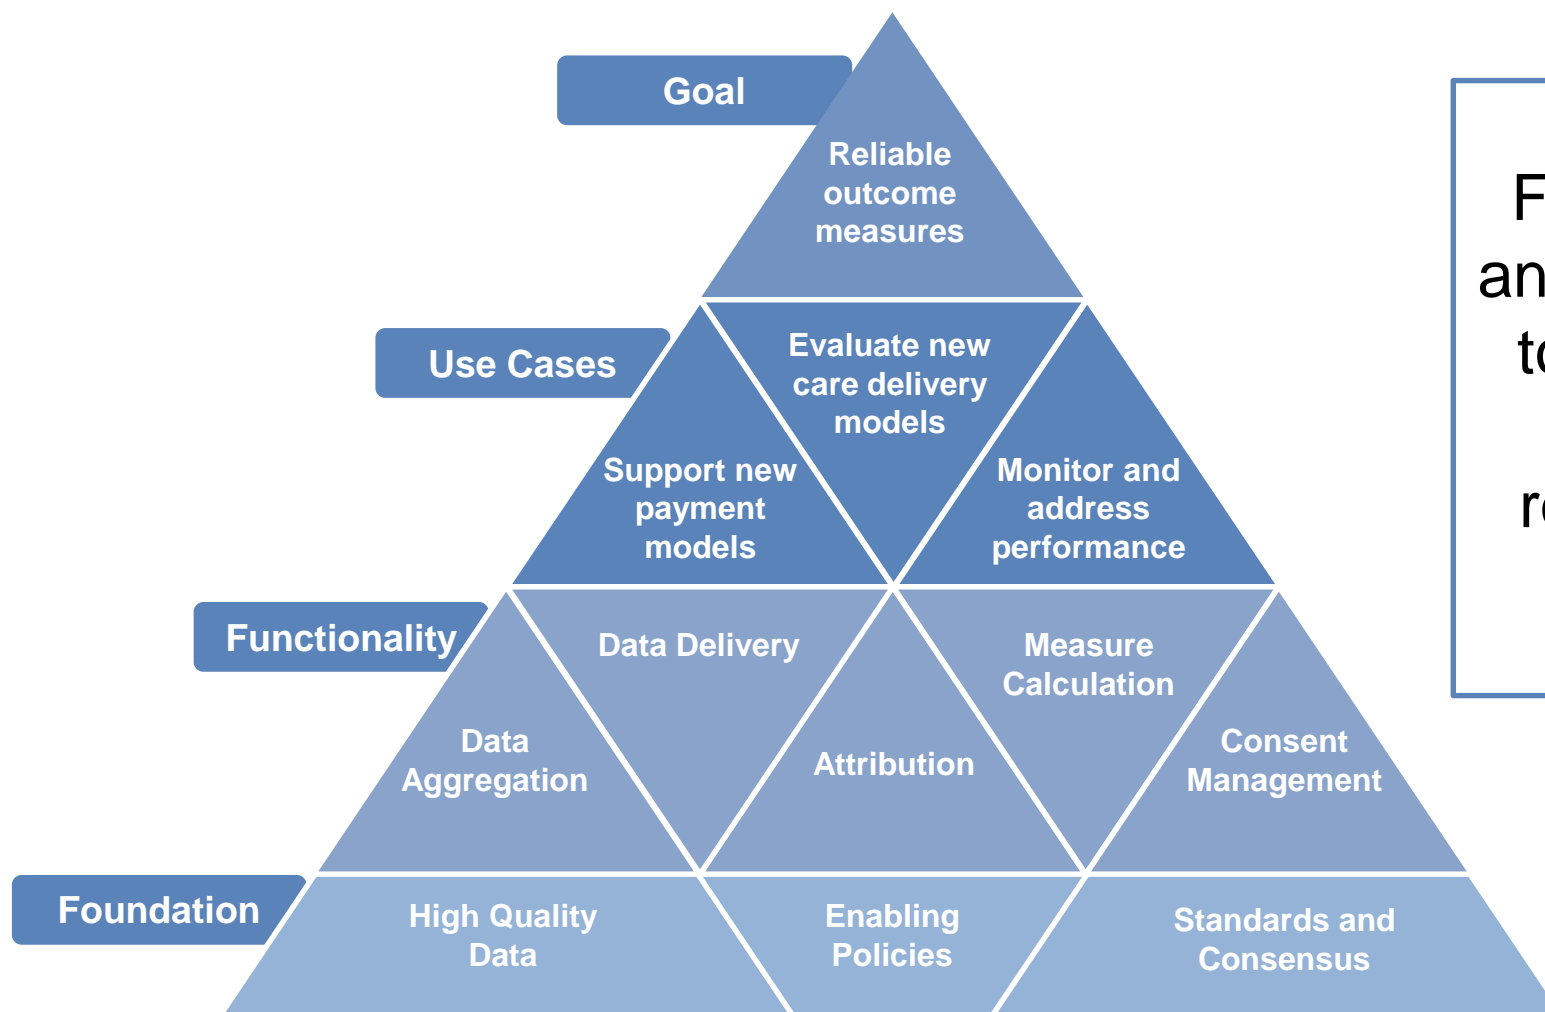 Goal
Reliable
outcome
measures
Use Cases
Evaluate new
care delivery
models
Support new
payment
models
Monitor and
address
performance
Functionality
Data Delivery
Measure
Calculation
Data
Aggregation
Attribution
Consent
Management
Foundation
High Quality
Data
Enabling
Policies
Standards and
Consensus